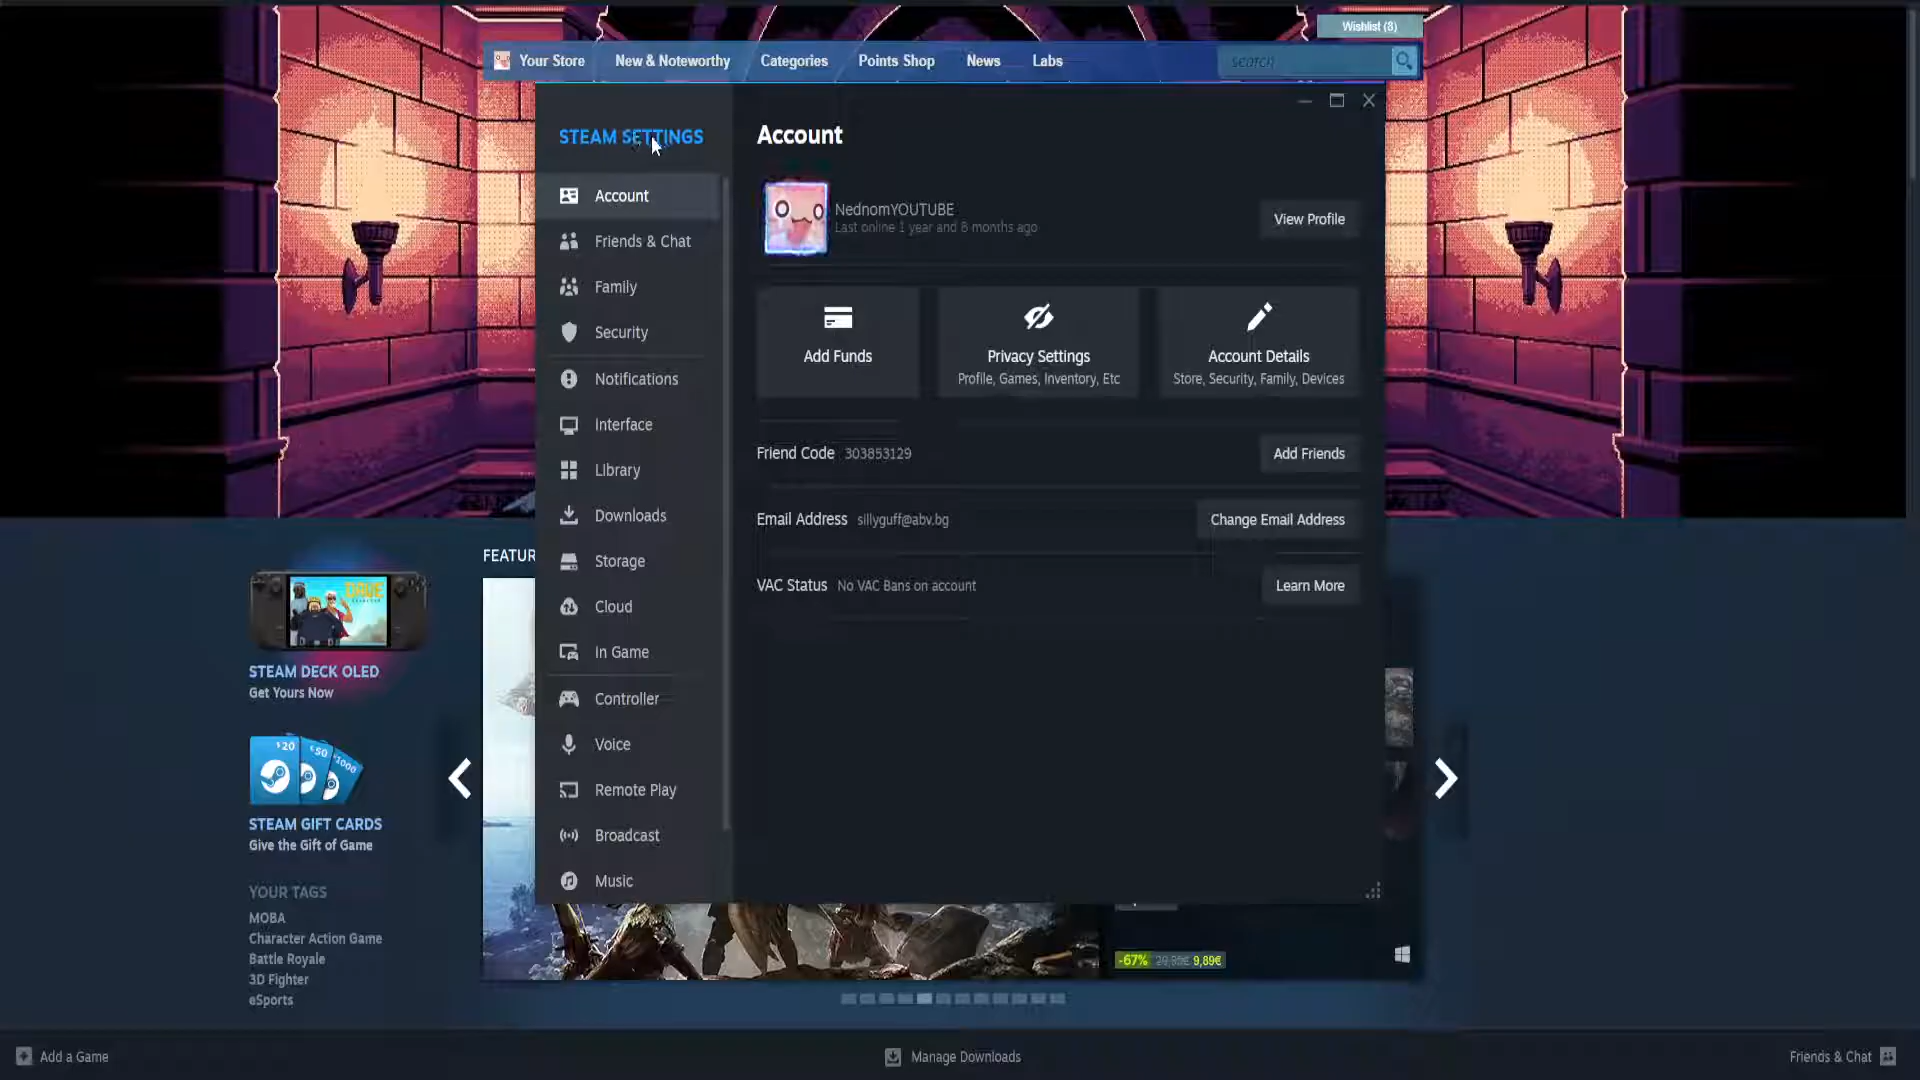 Wishlist (8)
Your Store
New & Noteworthy
Categories
Points Shop
News
Labs
search
STEAM SETTINGS
Account
Friends & Chat
Family
Security
Notifications
Interface
Library
Downloads
Storage
Cloud
In Game
Controller
Voice
Remote Play
Broadcast
Music
Account
NednomYOUTUBE
Last online 1 year and 8 months ago
View Profile
Add Funds
Privacy Settings
Profile, Games, Inventory, Etc
Account Details
Store, Security, Family, Devices
Friend Code 303853129
Add Friends
Email Address sillyguff@abv.bg
Change Email Address
VAC Status No VAC Bans on account
Learn More
FEATUR
DAVE
STEAM DECK OLED
Get Yours Now
STEAM GIFT CARDS
Give the Gift of Game
YOUR TAGS
MOBA
Character Action Game
Battle Royale
3D Fighter
eSports
-67% 9,89€
Add a Game
Manage Downloads
Friends & Chat